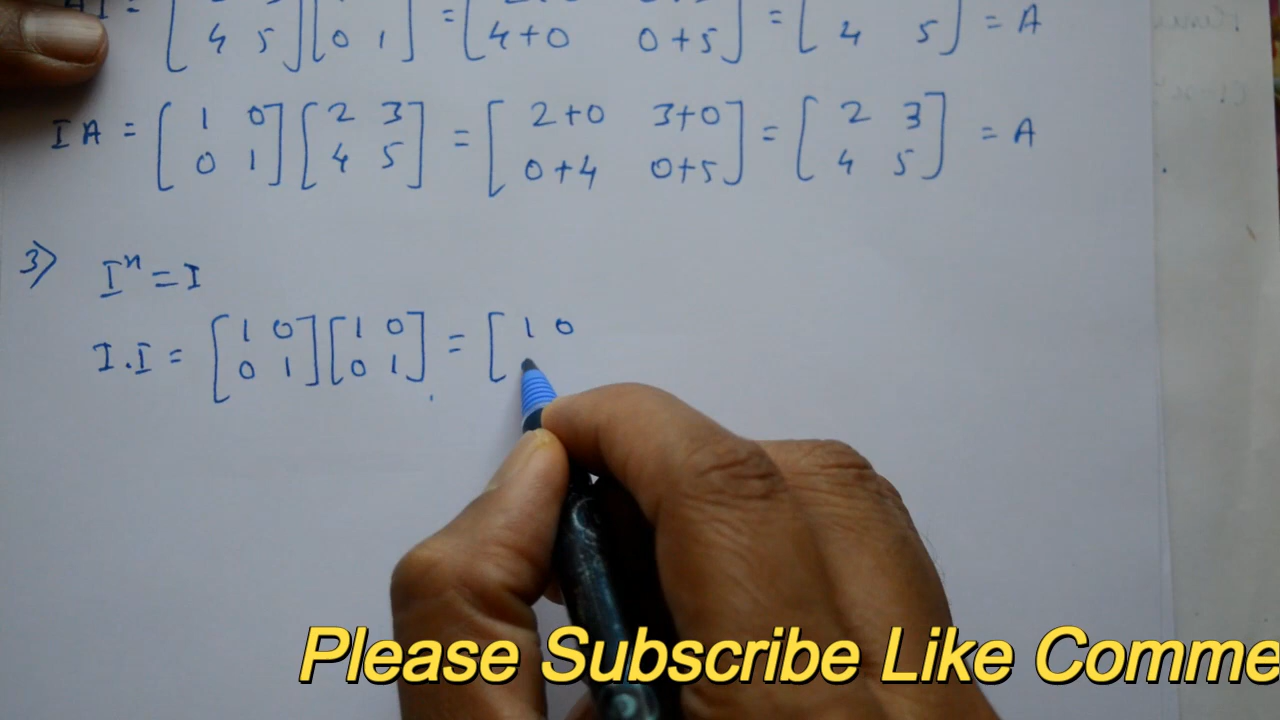 AI = [ 4 5 ] [ 0 1 ] = [ 4+0 0+5 ] = [ 4 5 ] = A
IA = [ 1 0 ] [ 2 3 ] = [ 2+0 3+0 ] = [ 2 3 ] = A
[ 0 1 ] [ 4 5 ] [ 0+4 0+5 ] [ 4 5 ]
3) Iⁿ = I
I.I = [ 1 0 ] [ 1 0 ] = [ 1 0
[ 0 1 ] [ 0 1 ]
Please Subscribe Like Comme